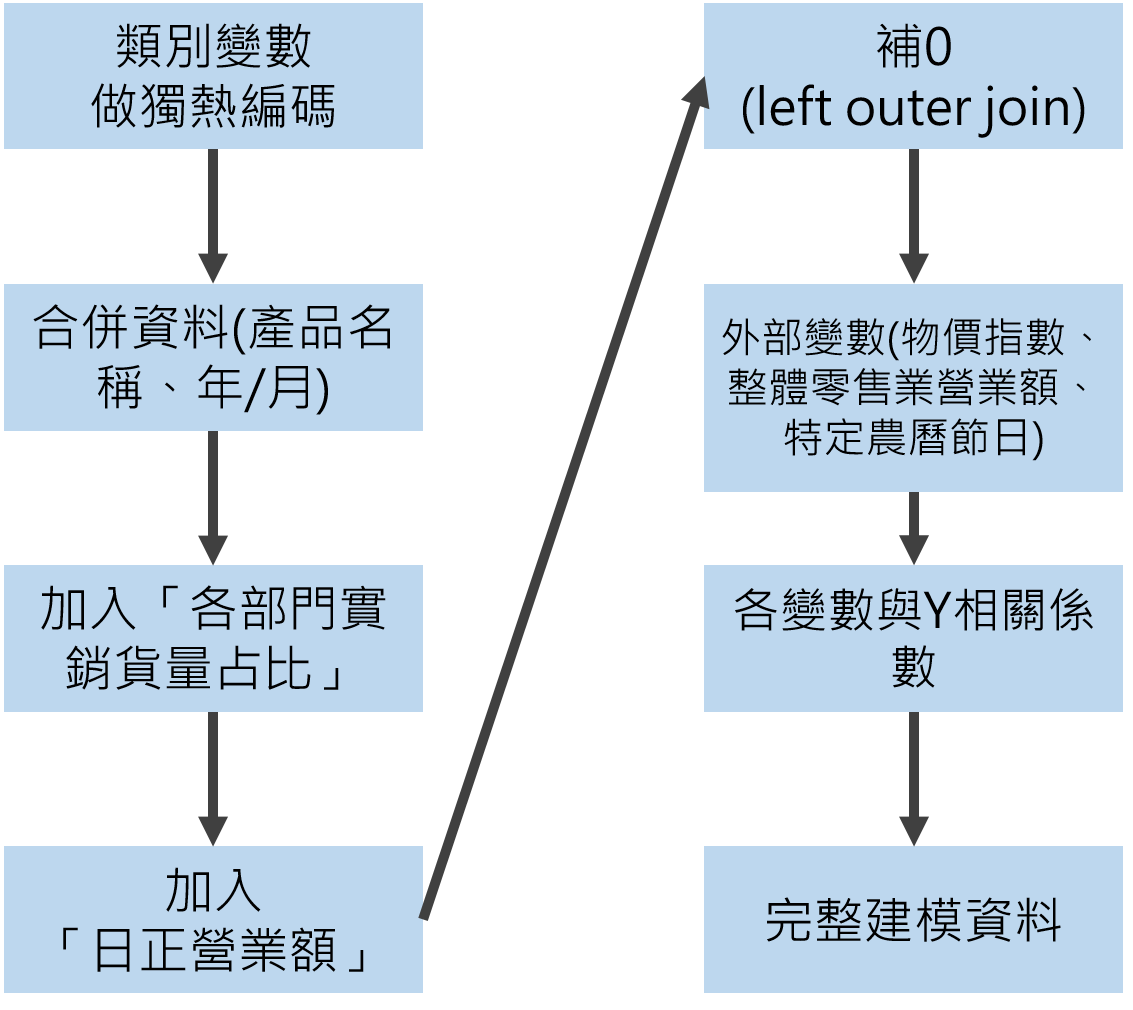 類別變數
做獨熱編碼
合併資料(產品名
稱、年/月)
加入「各部門實
銷貨量占比」
加入
「日正營業額」
補0
(left outer join)
外部變數(物價指數、
整體零售業營業額、
特定農曆節日)
各變數與Y相關係
數
完整建模資料